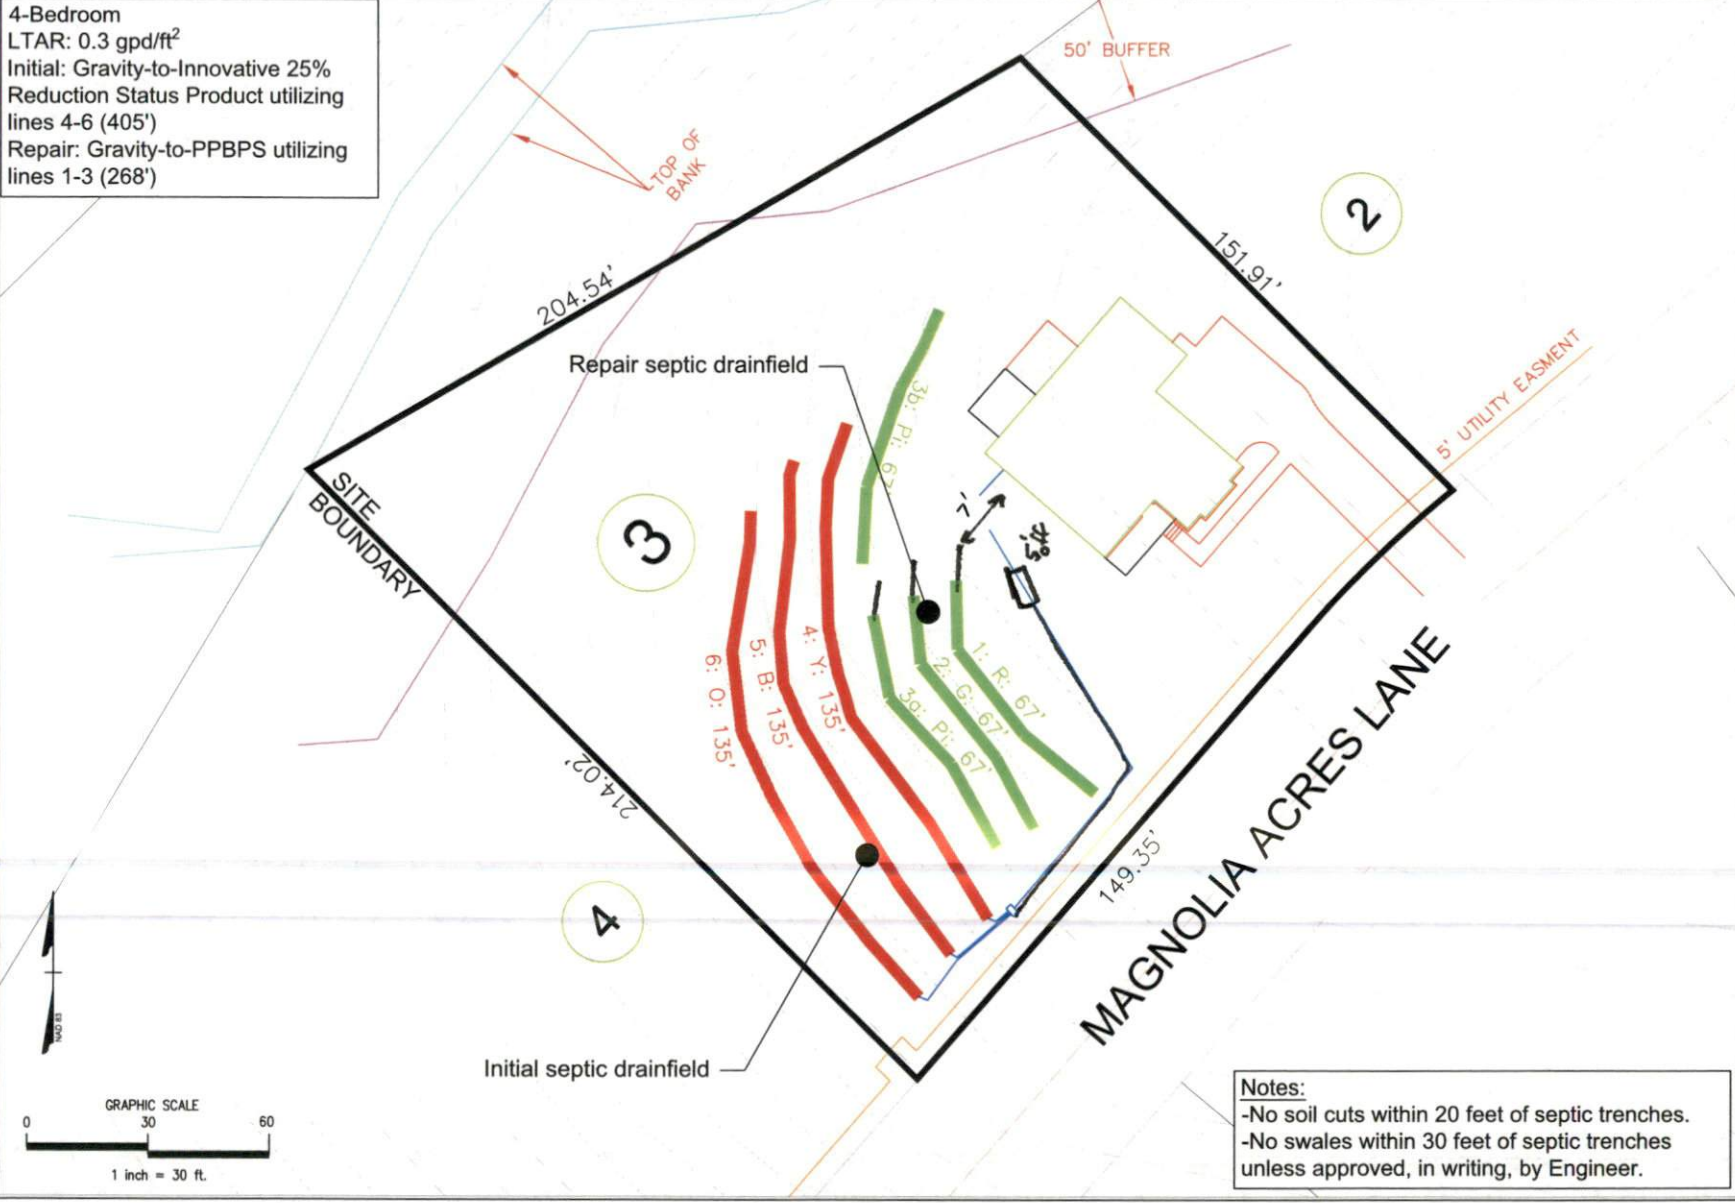 4-Bedroom
LTAR: 0.3 gpd/ft²
Initial: Gravity-to-Innovative 25%
Reduction Status Product utilizing
lines 4-6 (405')
Repair: Gravity-to-PPBPS utilizing
lines 1-3 (268')
50' BUFFER
TOP OF
BANK
2
151.91'
204.54'
Repair septic drainfield
5' UTILITY EASMENT
3b: Pi: 67'
SITE
BOUNDARY
3
7'
5' off
4: Y: 135'
5: B: 135'
6: O: 135'
1: R: 67'
2: G: 67'
3a: Pi: 67'
214.02'
149.35'
MAGNOLIA ACRES LANE
4
NAD 83
Initial septic drainfield
GRAPHIC SCALE
0 30 60
1 inch = 30 ft.
Notes:
-No soil cuts within 20 feet of septic trenches.
-No swales within 30 feet of septic trenches
unless approved, in writing, by Engineer.